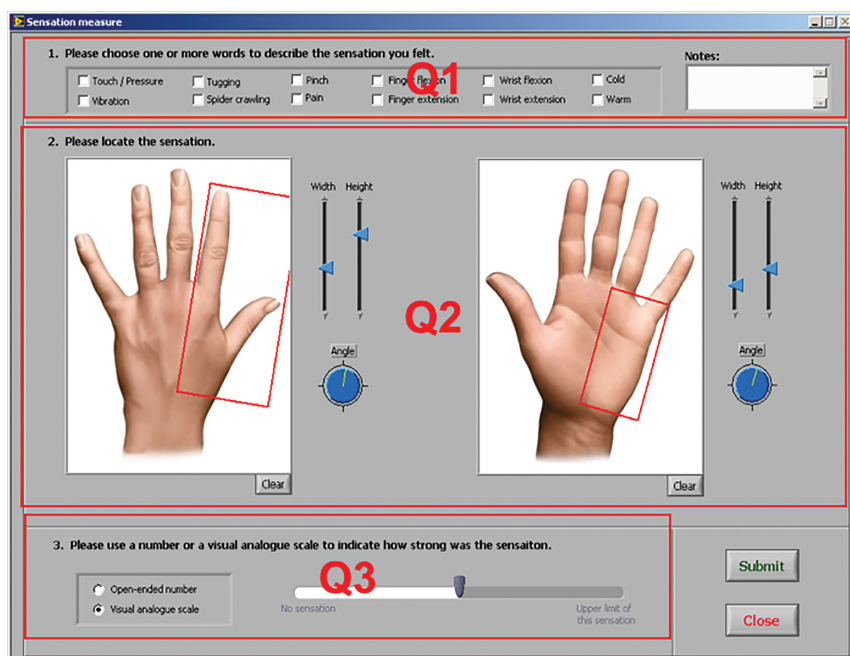 Sensation measure
1. Please choose one or more words to describe the sensation you felt.
Notes:
Touch / Pressure Tugging Pinch Finger flexion Wrist flexion Cold
Q1
Vibration Spider crawling Pain Finger extension Wrist extension Warm
2. Please locate the sensation.
Width Height
Width Height
Q2
Angle
Angle
Clear
Clear
3. Please use a number or a visual analogue scale to indicate how strong was the sensaiton.
Submit
Q3
Open-ended number
Visual analogue scale
No sensation
Upper limit of
this sensation
Close